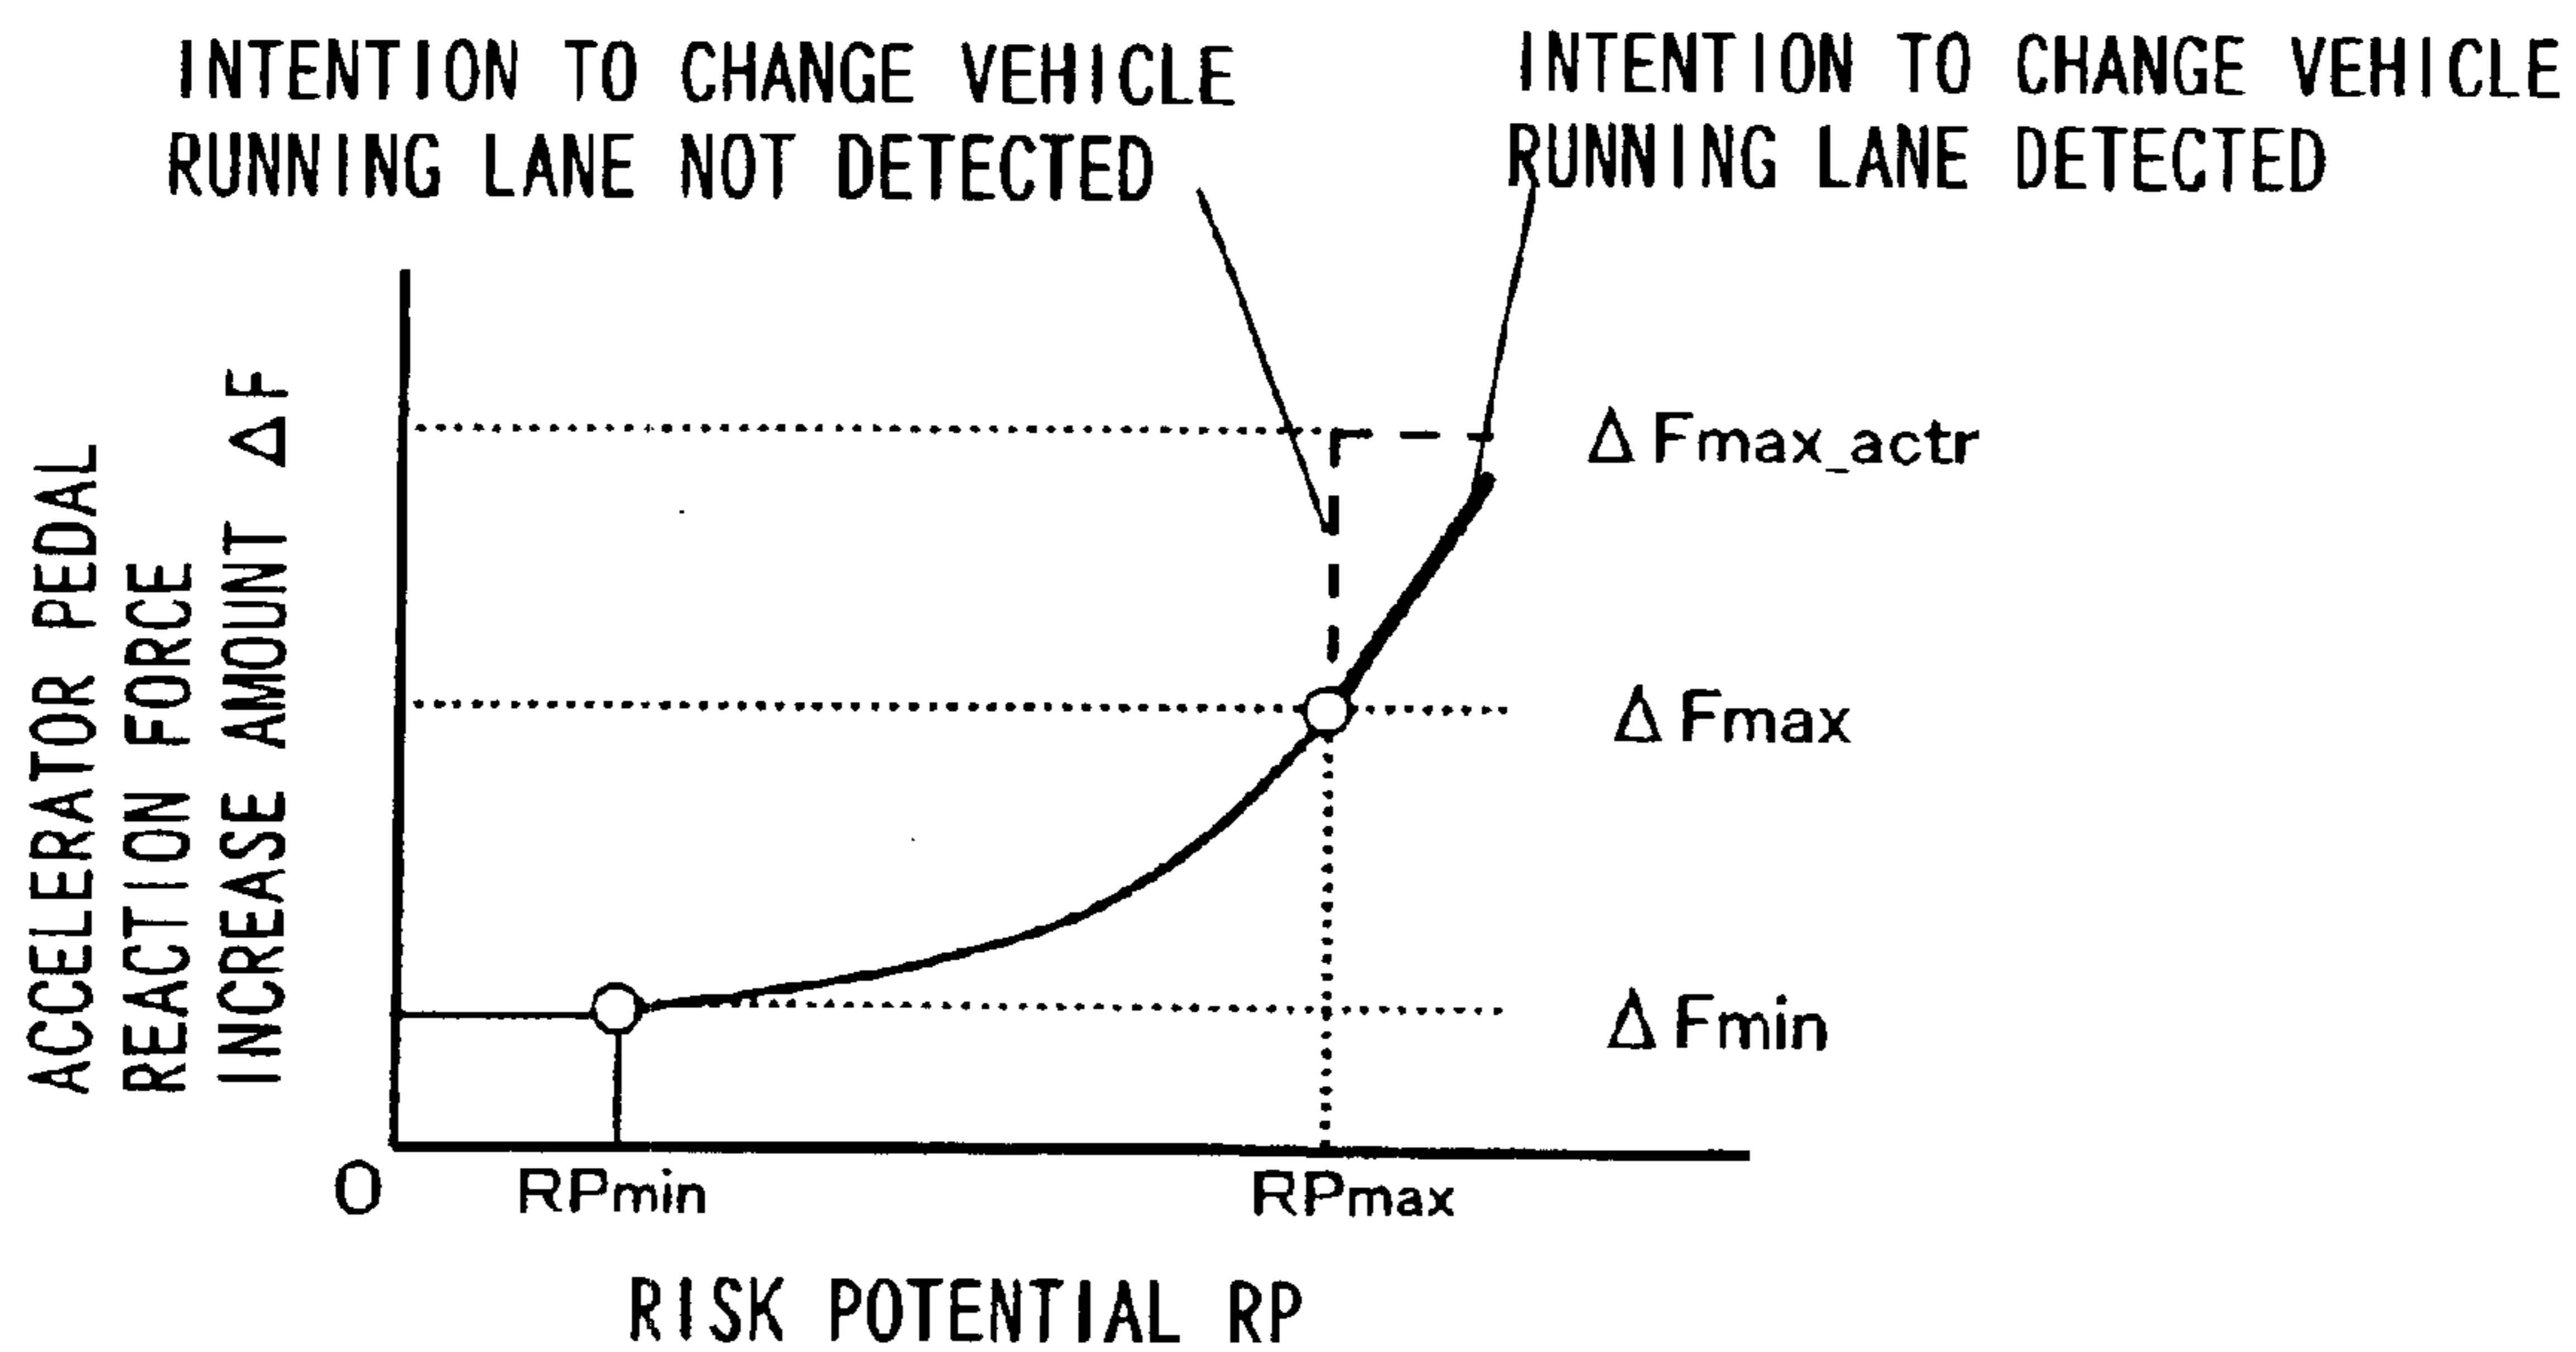 INTENTION TO CHANGE VEHICLE
RUNNING LANE NOT DETECTED
INTENTION TO CHANGE VEHICLE
RUNNING LANE DETECTED
ACCELERATOR PEDAL
REACTION FORCE
INCREASE AMOUNT ΔF
ΔFmax_actr
ΔFmax
ΔFmin
0
RPmin
RPmax
RISK POTENTIAL RP